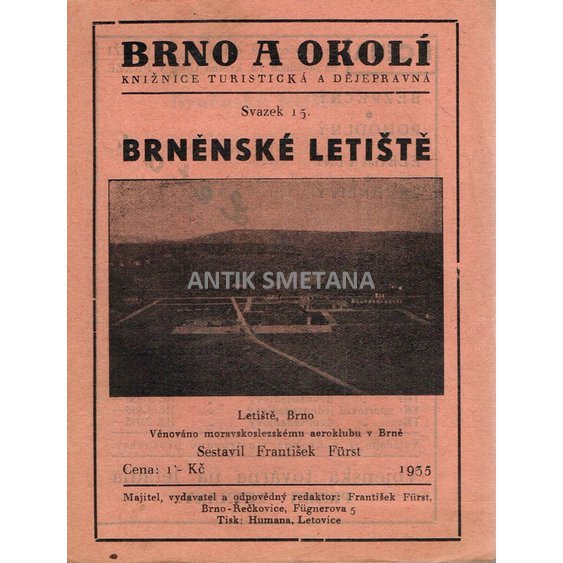 BRNO A OKOLÍ
KNIŽNICE TURISTICKÁ A DĚJEPRAVNÁ
Svazek 15.
BRNĚNSKÉ LETIŠTĚ
ANTIK SMETANA
Letiště, Brno
Věnováno moravskoslezskému aeroklubu v Brně
Sestavil František Fürst
Cena: 1·- Kč 1935
Majitel, vydavatel a odpovědný redaktor: František Fürst,
Brno-Řečkovice, Fügnerova 5
Tisk: Humana, Letovice